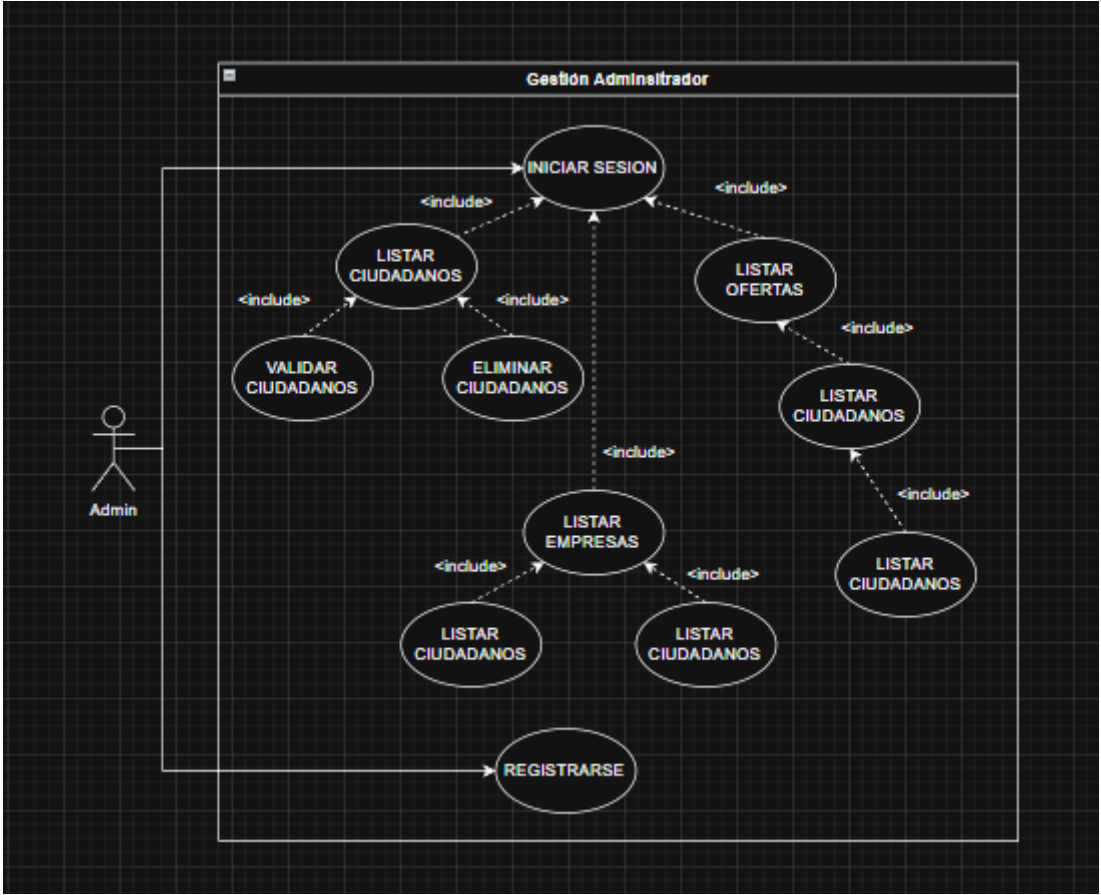 Gestión Adminsitrador
INICIAR SESION
<include>
<include>
LISTAR
CIUDADANOS
LISTAR
OFERTAS
<include>
<include>
<include>
VALIDAR
CIUDADANOS
ELIMINAR
CIUDADANOS
LISTAR
CIUDADANOS
<include>
<include>
Admin
LISTAR
EMPRESAS
<include>
<include>
LISTAR
CIUDADANOS
LISTAR
CIUDADANOS
LISTAR
CIUDADANOS
REGISTRARSE